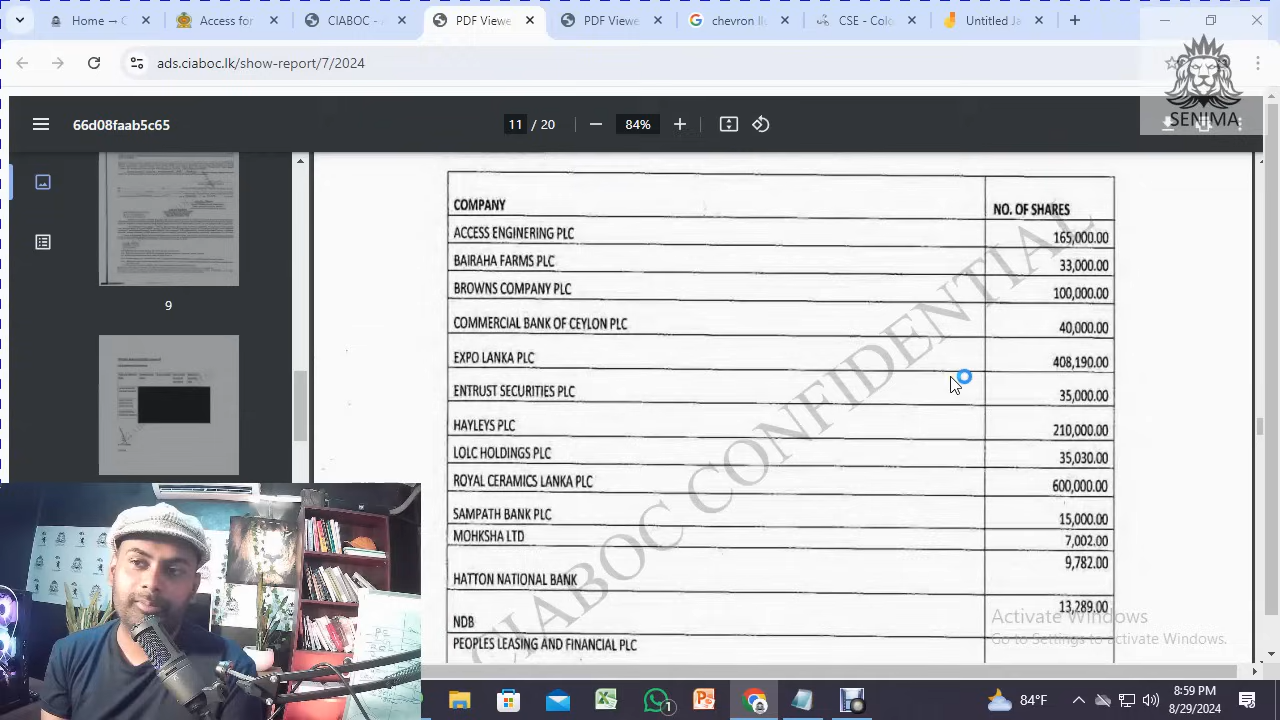 Home →
Access for
CIABOC -
PDF Viewe
PDF Viewe
chevron
CSE - Colo
Untitled Ja
ads.ciaboc.lk/show-report/7/2024
SENIMA
66d08faab5c65
11 / 20
84%
9
COMPANY NO. OF SHARES
ACCESS ENGINERING PLC 165,000.00
BAIRAHA FARMS PLC 33,000.00
BROWNS COMPANY PLC 100,000.00
COMMERCIAL BANK OF CEYLON PLC 40,000.00
EXPO LANKA PLC 408,190.00
ENTRUST SECURITIES PLC 35,000.00
HAYLEYS PLC 210,000.00
LOLC HOLDINGS PLC 35,030.00
ROYAL CERAMICS LANKA PLC 600,000.00
SAMPATH BANK PLC 15,000.00
MOHKSHA LTD 7,002.00
HATTON NATIONAL BANK 9,782.00
NDB 13,289.00
PEOPLES LEASING AND FINANCIAL PLC
CIABOC CONFIDENTIAL
Activate Windows
Go to Settings to activate Windows.
1
84°F
8:59 PM
8/29/2024